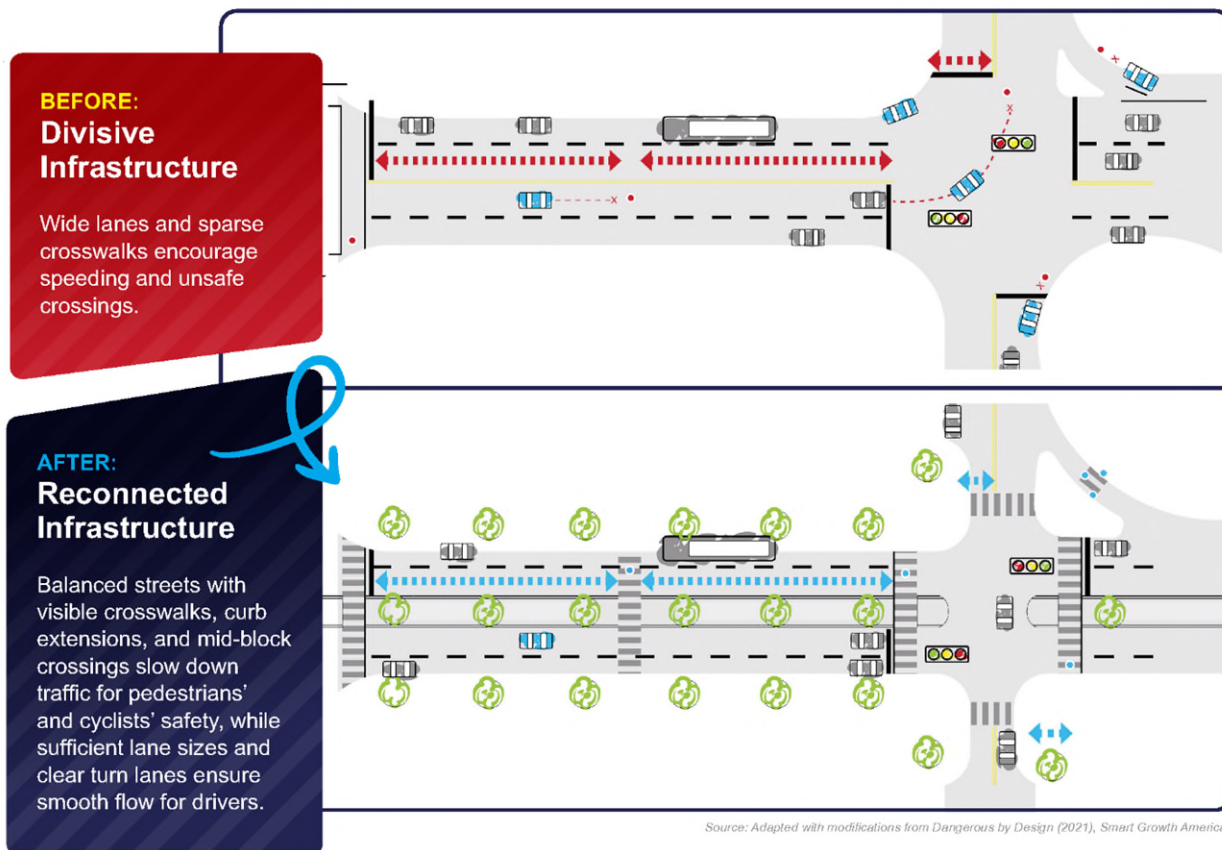 BEFORE:
Divisive
Infrastructure
Wide lanes and sparse
crosswalks encourage
speeding and unsafe
crossings.
AFTER:
Reconnected
Infrastructure
Balanced streets with
visible crosswalks, curb
extensions, and mid-block
crossings slow down
traffic for pedestrians'
and cyclists' safety, while
sufficient lane sizes and
clear turn lanes ensure
smooth flow for drivers.
Source: Adapted with modifications from Dangerous by Design (2021), Smart Growth America